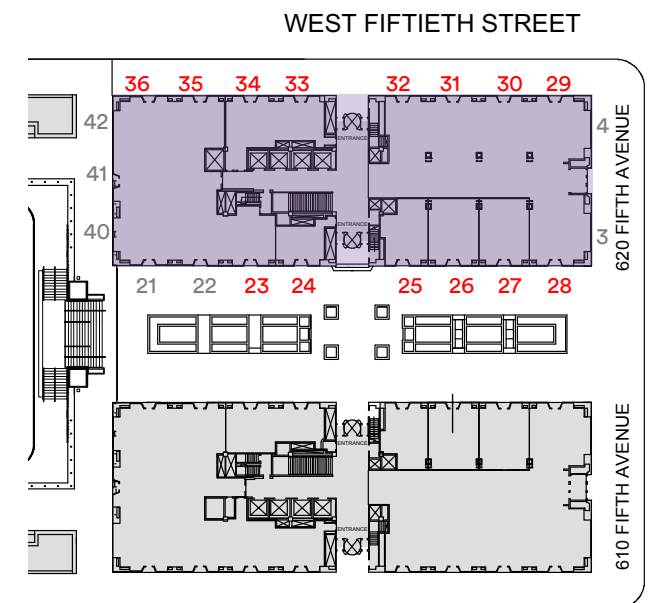 WEST FIFTIETH STREET
36 35 34 33 32 31 30 29
42 4
ENTRANCE
41
620 FIFTH AVENUE
ENTRANCE
40 3
21 22 23 24 25 26 27 28
ENTRANCE
610 FIFTH AVENUE
ENTRANCE